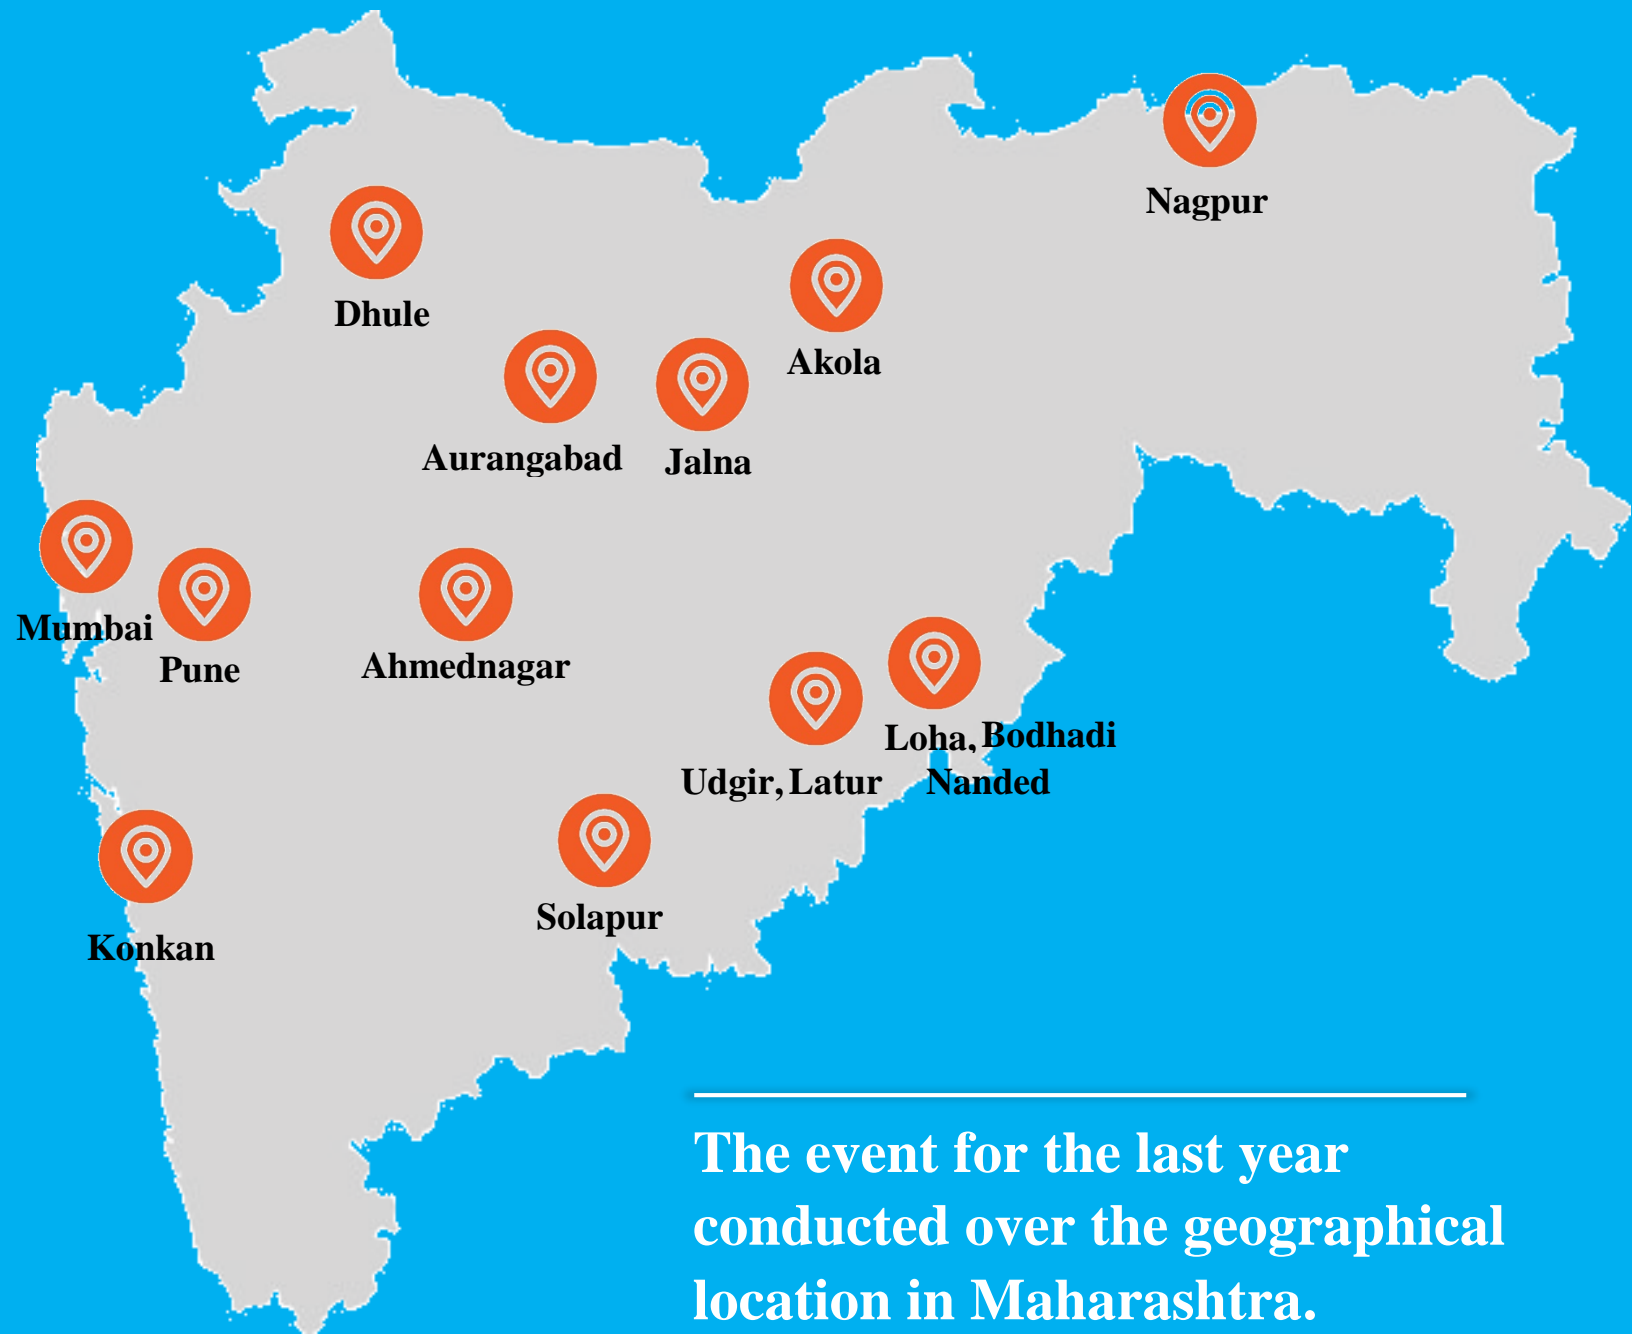 Nagpur
Dhule
Akola
Aurangabad
Jalna
Mumbai
Pune
Ahmednagar
Loha, Bodhadi
Nanded
Udgir, Latur
Solapur
Konkan
The event for the last year
conducted over the geographical
location in Maharashtra.